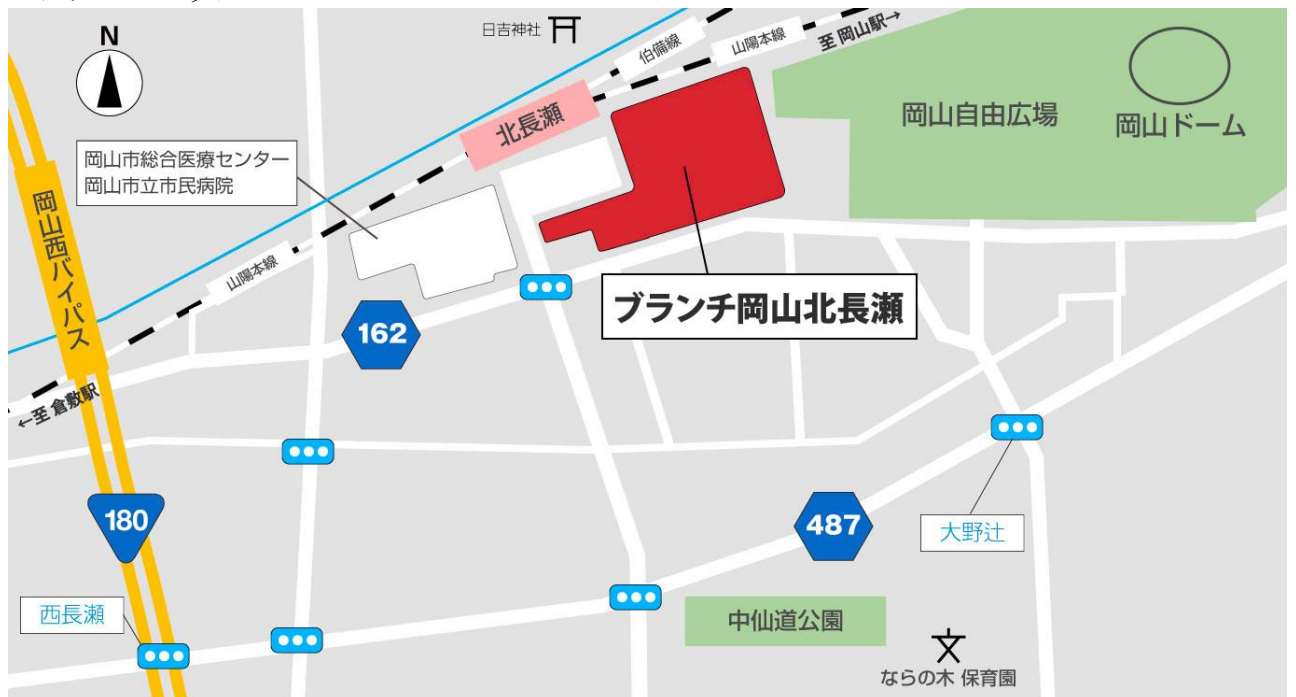 N
日吉神社
伯備線
山陽本線
至 岡山駅→
北長瀬
岡山自由広場
岡山ドーム
岡山市総合医療センター
岡山市立市民病院
岡山西バイパス
山陽本線
ブランチ岡山北長瀬
162
←至 倉敷駅
180
487
大野辻
西長瀬
中仙道公園
ならの木 保育園